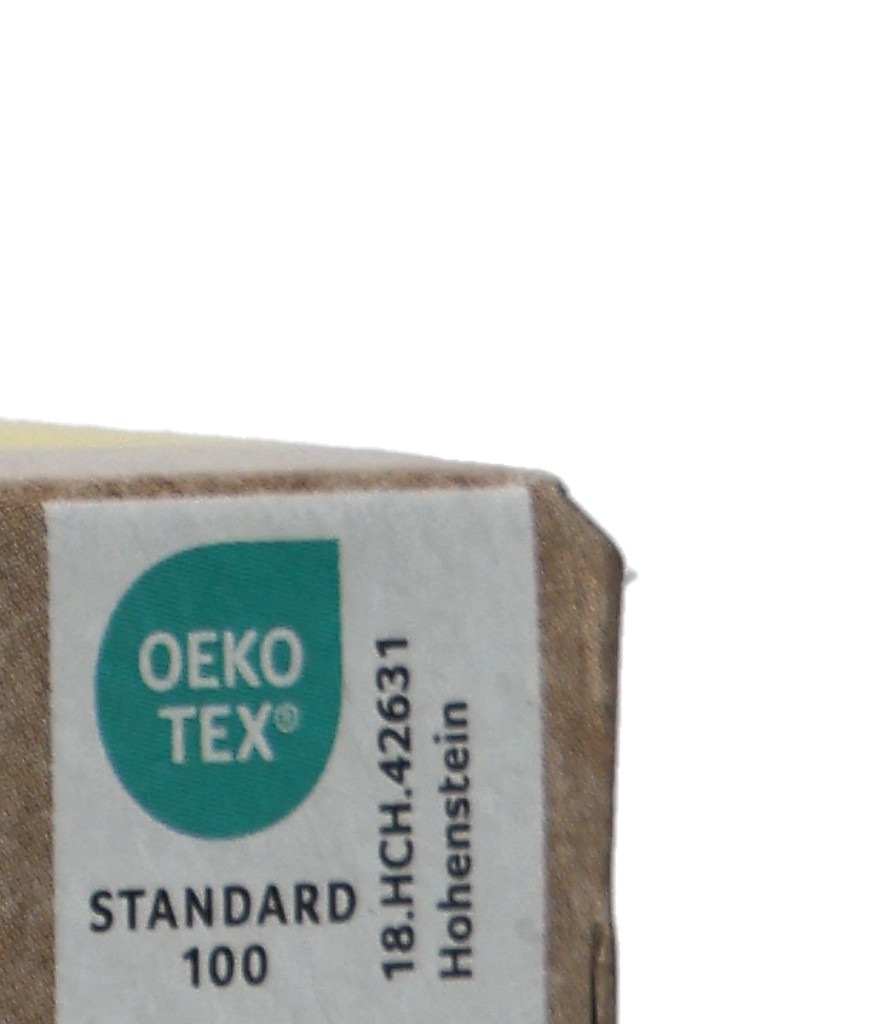 OEKO
TEX®
STANDARD
100
18.HCH.42631
Hohenstein